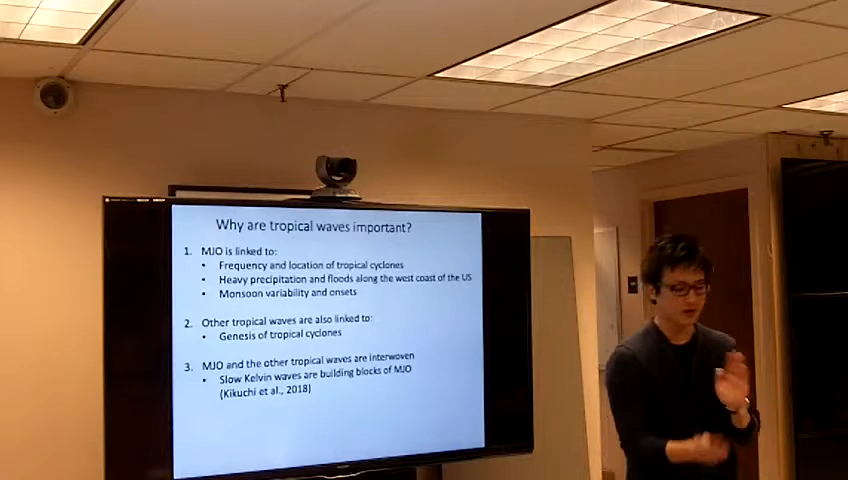 Why are tropical waves important?
1. MJO is linked to:
• Frequency and location of tropical cyclones
• Heavy precipitation and floods along the west coast of the US
• Monsoon variability and onsets
2. Other tropical waves are also linked to:
• Genesis of tropical cyclones
3. MJO and the other tropical waves are interwoven
• Slow Kelvin waves are building blocks of MJO
(Kikuchi et al., 2018)